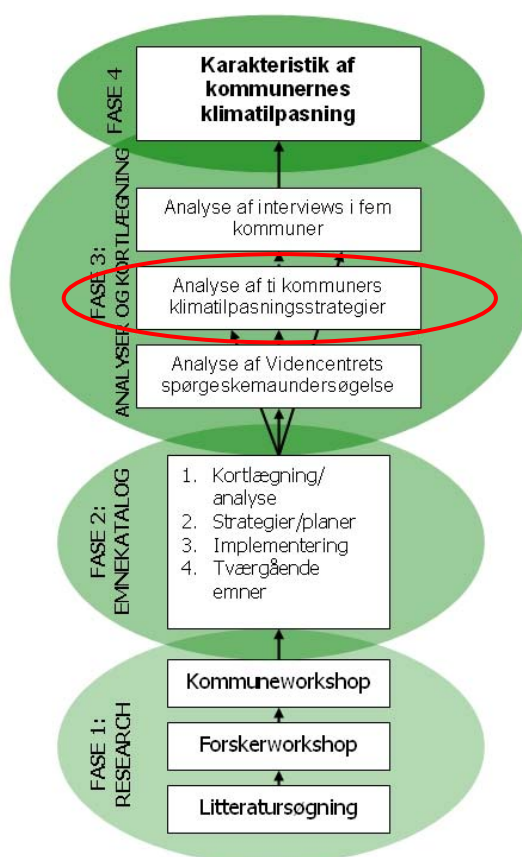 FASE 4
Karakteristik af
kommunernes
klimatilpasning
FASE 3:
ANALYSER OG KORTLÆGNING
Analyse af interviews i fem
kommuner
Analyse af ti kommuners
klimatilpasningsstrategier
Analyse af Videncentrets
spørgeskemaundersøgelse
FASE 2:
EMNEKATALOG
1. Kortlægning/
analyse
2. Strategier/planer
3. Implementering
4. Tværgående
emner
FASE 1:
RESEARCH
Kommuneworkshop
Forskerworkshop
Litteratursøgning